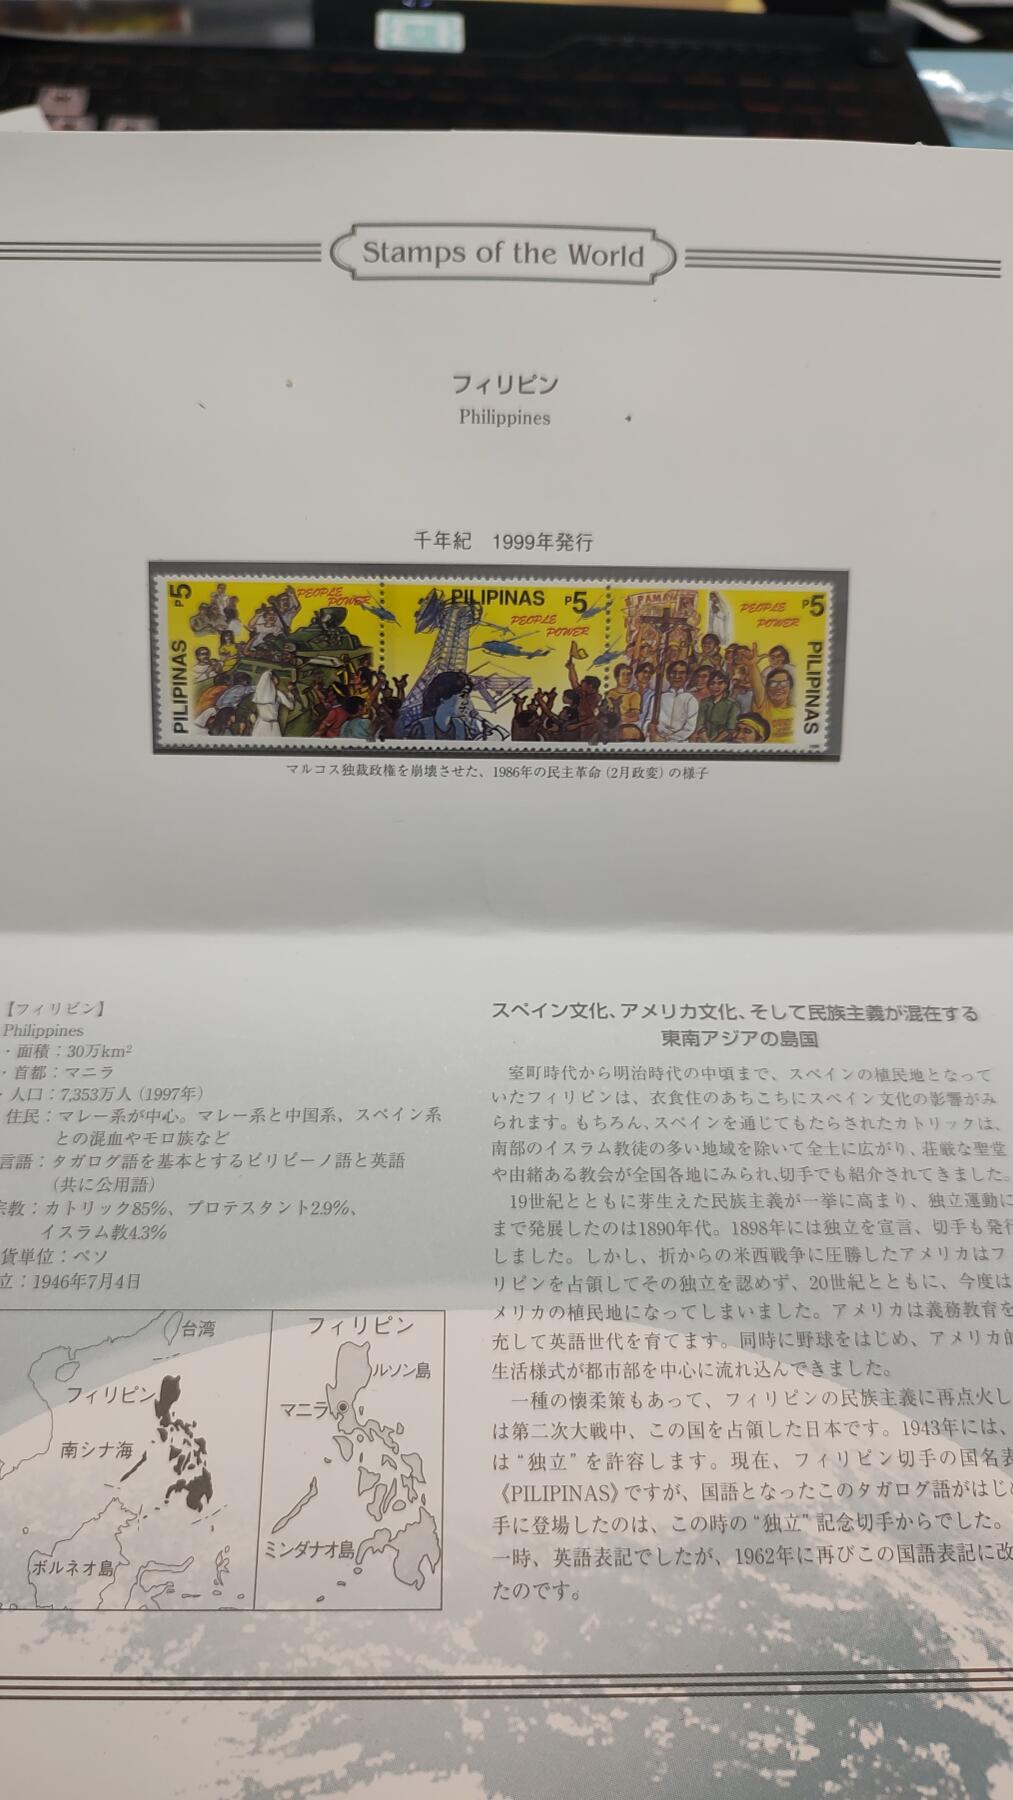 Stamps of the World
フィリピン
Philippines
千年紀　1999年発行
P5
PILIPINAS
PEOPLE
POWER
PILIPINAS P5
PEOPLE
POWER
PEOPLE
POWER
P5
PILIPINAS
マルコス独裁政権を崩壊させた、1986年の民主革命（2月政変）の様子
【フィリピン】
Philippines
・面積：30万km²
・首都：マニラ
・人口：7,353万人（1997年）
住民：マレー系が中心。マレー系と中国系、スペイン系
との混血やモロ族など
言語：タガログ語を基本とするピリピーノ語と英語
（共に公用語）
宗教：カトリック85%、プロテスタント2.9%、
イスラム教4.3%
貨単位：ペソ
立：1946年7月4日
台湾
フィリピン
南シナ海
ボルネオ島
フィリピン
ルソン島
マニラ
ミンダナオ島
スペイン文化、アメリカ文化、そして民族主義が混在する
東南アジアの島国
室町時代から明治時代の中頃まで、スペインの植民地となって
いたフィリピンは、衣食住のあちこちにスペイン文化の影響がみ
られます。もちろん、スペインを通じてもたらされたカトリックは、
南部のイスラム教徒の多い地域を除いて全土に広がり、荘厳な聖堂
や由緒ある教会が全国各地にみられ、切手でも紹介されてきました。
19世紀とともに芽生えた民族主義が一挙に高まり、独立運動に
まで発展したのは1890年代。1898年には独立を宣言、切手も発行
しました。しかし、折からの米西戦争に圧勝したアメリカはフ
リピンを占領してその独立を認めず、20世紀とともに、今度は
メリカの植民地になってしまいました。アメリカは義務教育を
充して英語世代を育てます。同時に野球をはじめ、アメリカ的
生活様式が都市部を中心に流れ込んできました。
一種の懐柔策もあって、フィリピンの民族主義に再点火し
は第二次大戦中、この国を占領した日本です。1943年には、
は“独立”を許容します。現在、フィリピン切手の国名表
《PILIPINAS》ですが、国語となったこのタガログ語がはじめ
手に登場したのは、この時の“独立”記念切手からでした。
一時、英語表記でしたが、1962年に再びこの国語表記に改
たのです。